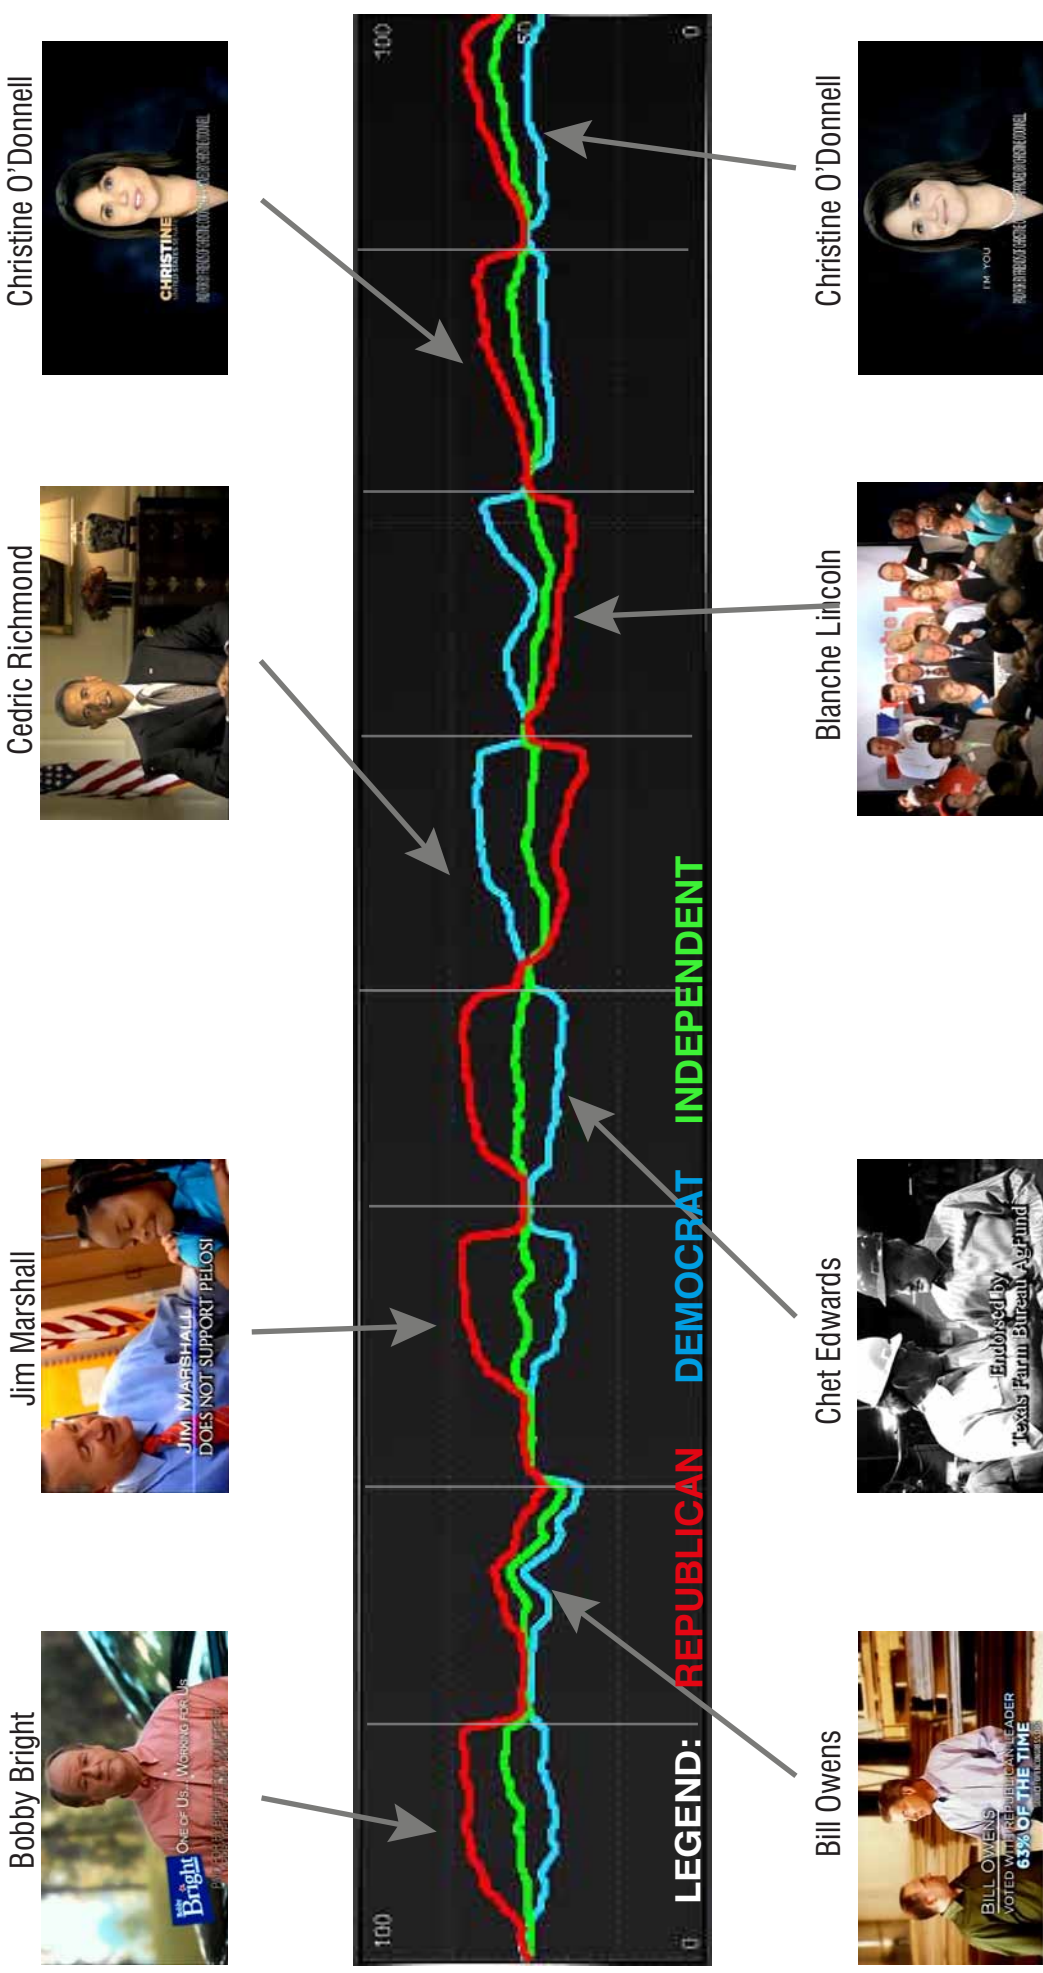 Bobby Bright
Jim Marshall
Cedric Richmond
Christine O'Donnell
Bobby
Bright
ONE OF US... WORKING FOR US
JIM MARSHALL
DOES NOT SUPPORT PELOSI
CHRISTINE
100
100
50
0
0
LEGEND: REPUBLICAN DEMOCRAT INDEPENDENT
Bill Owens
Chet Edwards
Blanche Lincoln
Christine O'Donnell
BILL OWENS
VOTED WITH REPUBLICAN LEADER
63% OF THE TIME
Endorsed by
Texas Farm Bureau AgFund
I'M YOU